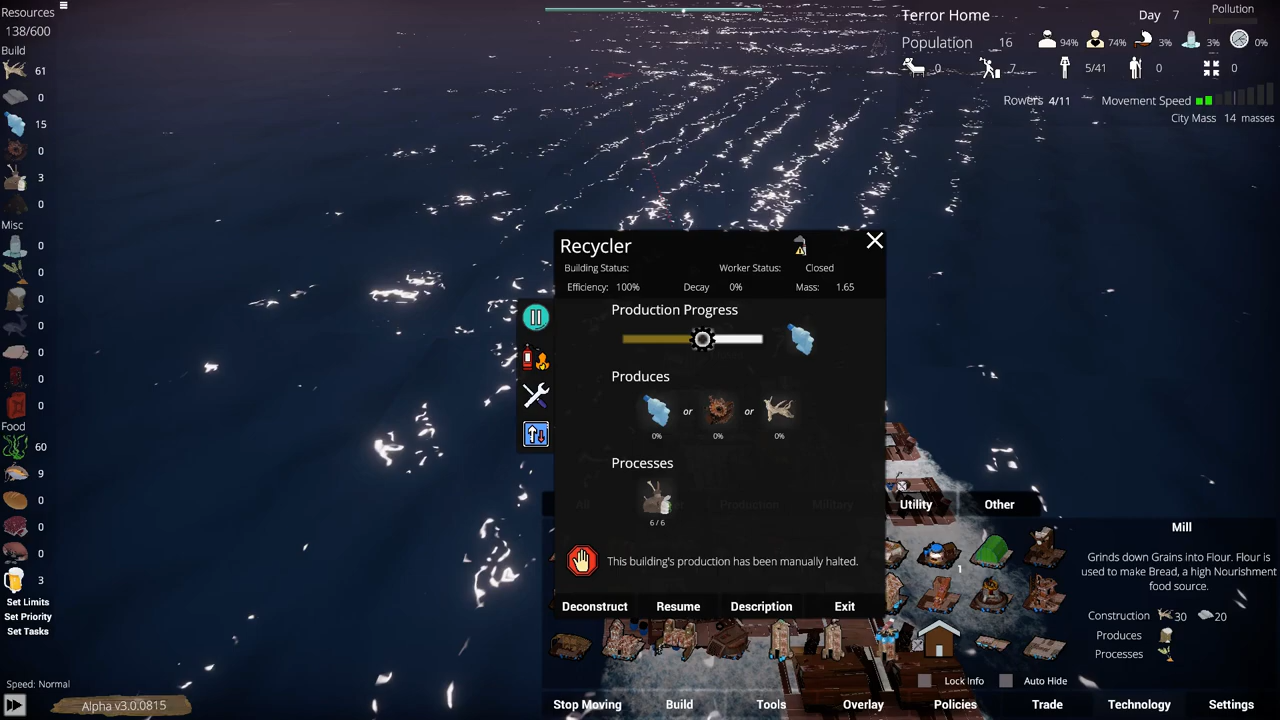 Resources
138/600
Build
61
0
15
0
3
0
Misc
0
0
0
0
0
0
0
Food
60
9
0
0
0
3
Set Limits
Set Priority
Set Tasks
Speed: Normal
Alpha v3.0.0815
Terror Home
Day 7
Pollution
Population 16
94% 74% 3% 3% 0%
0 7 5/41 0 0
Rowers 4/11 Movement Speed
City Mass 14 masses
Recycler
Building Status: Worker Status: Closed
Efficiency: 100% Decay 0% Mass: 1.65
Production Progress
Produces
or or
0% 0% 0%
Processes
6 / 6
This building's production has been manually halted.
Deconstruct Resume Description Exit
All Production Military Utility Other
1
Mill
Grinds down Grains into Flour. Flour is
used to make Bread, a high Nourishment
food source.
Construction 30 20
Produces
Processes
Lock Info Auto Hide
Stop Moving Build Tools Overlay Policies Trade Technology Settings